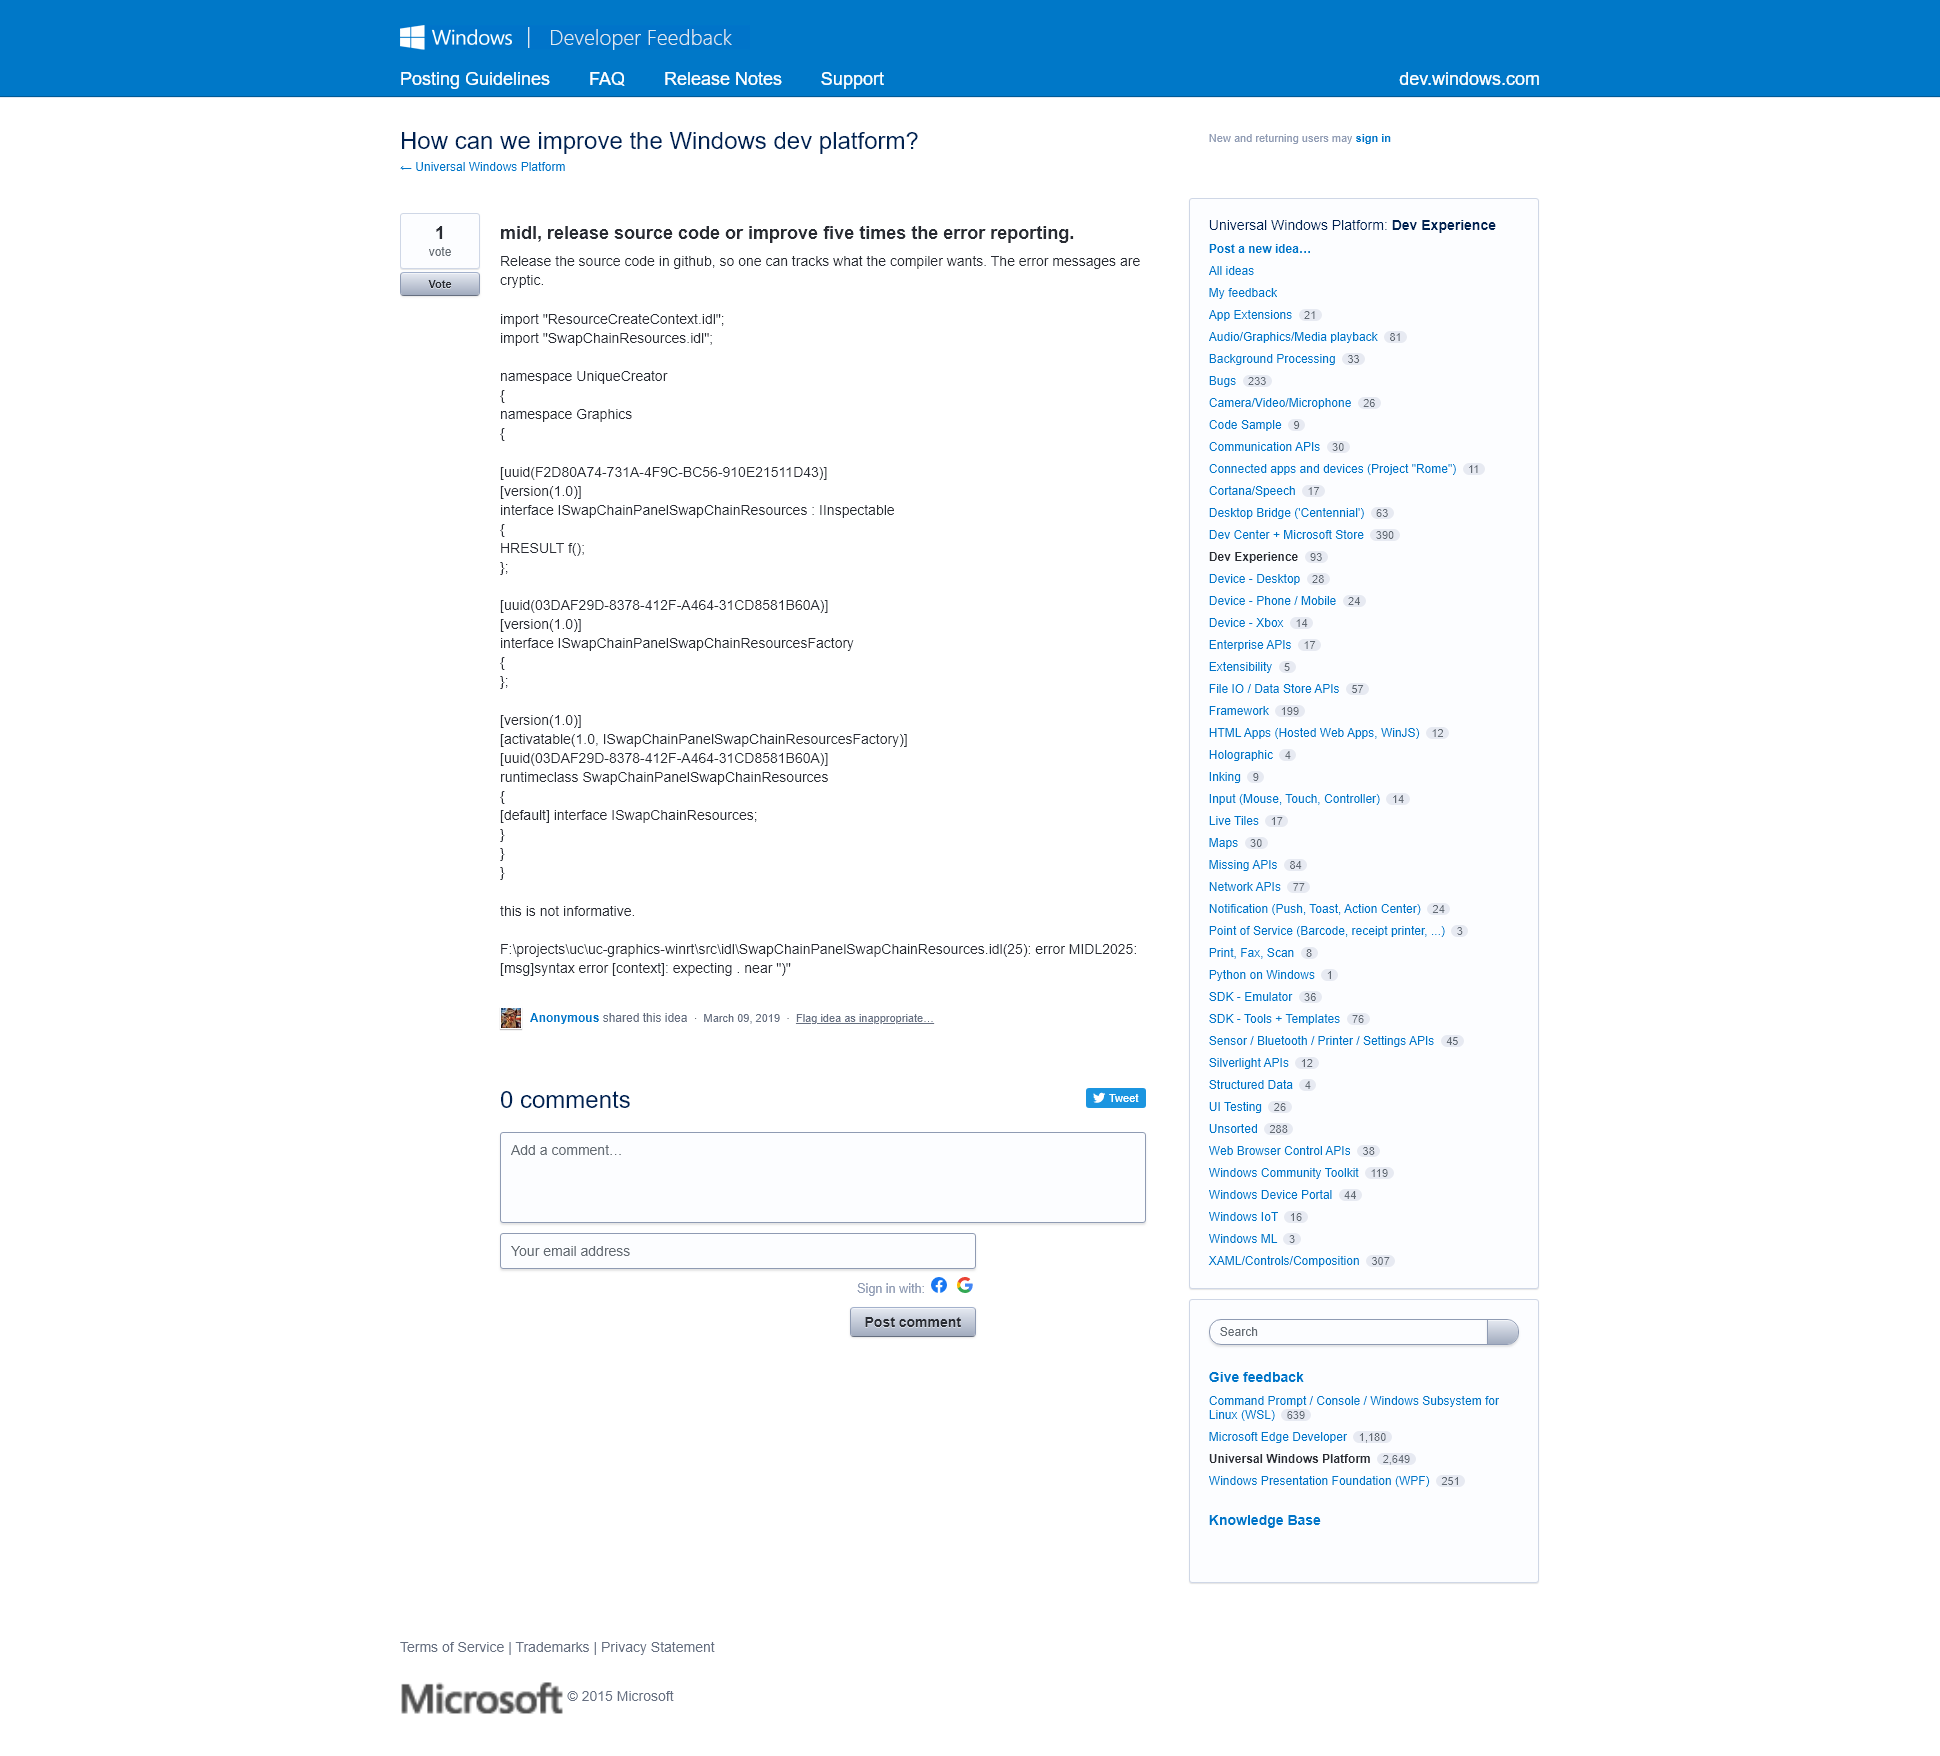 Windows | Developer Feedback
Posting Guidelines FAQ Release Notes Support dev.windows.com
How can we improve the Windows dev platform?
← Universal Windows Platform
New and returning users may sign in
1
vote
Vote
midl, release source code or improve five times the error reporting.
Release the source code in github, so one can tracks what the compiler wants. The error messages are
cryptic.
import "ResourceCreateContext.idl";
import "SwapChainResources.idl";
namespace UniqueCreator
{
namespace Graphics
{
[uuid(F2D80A74-731A-4F9C-BC56-910E21511D43)]
[version(1.0)]
interface ISwapChainPanelSwapChainResources : IInspectable
{
HRESULT f();
};
[uuid(03DAF29D-8378-412F-A464-31CD8581B60A)]
[version(1.0)]
interface ISwapChainPanelSwapChainResourcesFactory
{
};
[version(1.0)]
[activatable(1.0, ISwapChainPanelSwapChainResourcesFactory)]
[uuid(03DAF29D-8378-412F-A464-31CD8581B60A)]
runtimeclass SwapChainPanelSwapChainResources
{
[default] interface ISwapChainResources;
}
}
}
this is not informative.
F:\projects\uc\uc-graphics-winrt\src\idl\SwapChainPanelSwapChainResources.idl(25): error MIDL2025:
[msg]syntax error [context]: expecting . near ")"
Anonymous shared this idea · March 09, 2019 · Flag idea as inappropriate…
0 comments
Tweet
Add a comment…
Your email address
Sign in with:
Post comment
Universal Windows Platform: Dev Experience
Post a new idea…
All ideas
My feedback
App Extensions 21
Audio/Graphics/Media playback 81
Background Processing 33
Bugs 233
Camera/Video/Microphone 26
Code Sample 9
Communication APIs 30
Connected apps and devices (Project "Rome") 11
Cortana/Speech 17
Desktop Bridge ('Centennial') 63
Dev Center + Microsoft Store 390
Dev Experience 93
Device - Desktop 28
Device - Phone / Mobile 24
Device - Xbox 14
Enterprise APIs 17
Extensibility 5
File IO / Data Store APIs 57
Framework 199
HTML Apps (Hosted Web Apps, WinJS) 12
Holographic 4
Inking 9
Input (Mouse, Touch, Controller) 14
Live Tiles 17
Maps 30
Missing APIs 84
Network APIs 77
Notification (Push, Toast, Action Center) 24
Point of Service (Barcode, receipt printer, ...) 3
Print, Fax, Scan 8
Python on Windows 1
SDK - Emulator 36
SDK - Tools + Templates 76
Sensor / Bluetooth / Printer / Settings APIs 45
Silverlight APIs 12
Structured Data 4
UI Testing 26
Unsorted 288
Web Browser Control APIs 38
Windows Community Toolkit 119
Windows Device Portal 44
Windows IoT 16
Windows ML 3
XAML/Controls/Composition 307
Search
Give feedback
Command Prompt / Console / Windows Subsystem for
Linux (WSL) 639
Microsoft Edge Developer 1,180
Universal Windows Platform 2,649
Windows Presentation Foundation (WPF) 251
Knowledge Base
Terms of Service | Trademarks | Privacy Statement
Microsoft © 2015 Microsoft